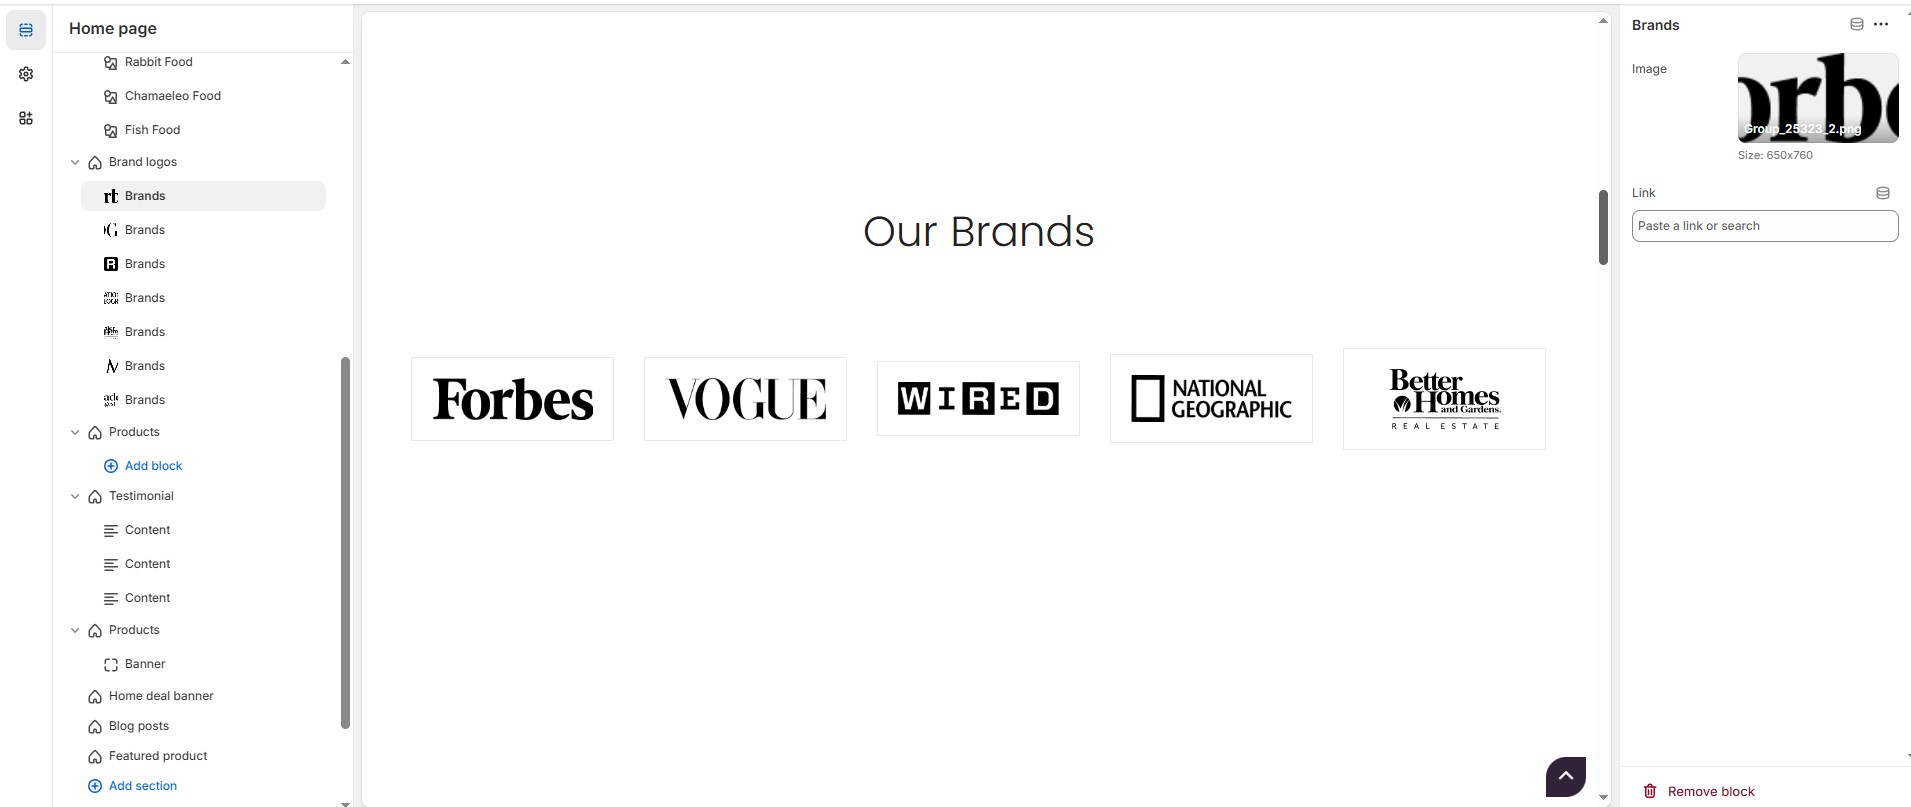 Home page
Rabbit Food
Chamaeleo Food
Fish Food
Brand logos
Brands
Brands
Brands
Brands
Brands
Brands
Brands
Products
Add block
Testimonial
Content
Content
Content
Products
Banner
Home deal banner
Blog posts
Featured product
Add section
Our Brands
Forbes
VOGUE
WIRED
NATIONAL
GEOGRAPHIC
Better
Homes
and Gardens.
REAL ESTATE
Brands
Image
orb
Group_25323_2.png
Size: 650x760
Link
Paste a link or search
Remove block